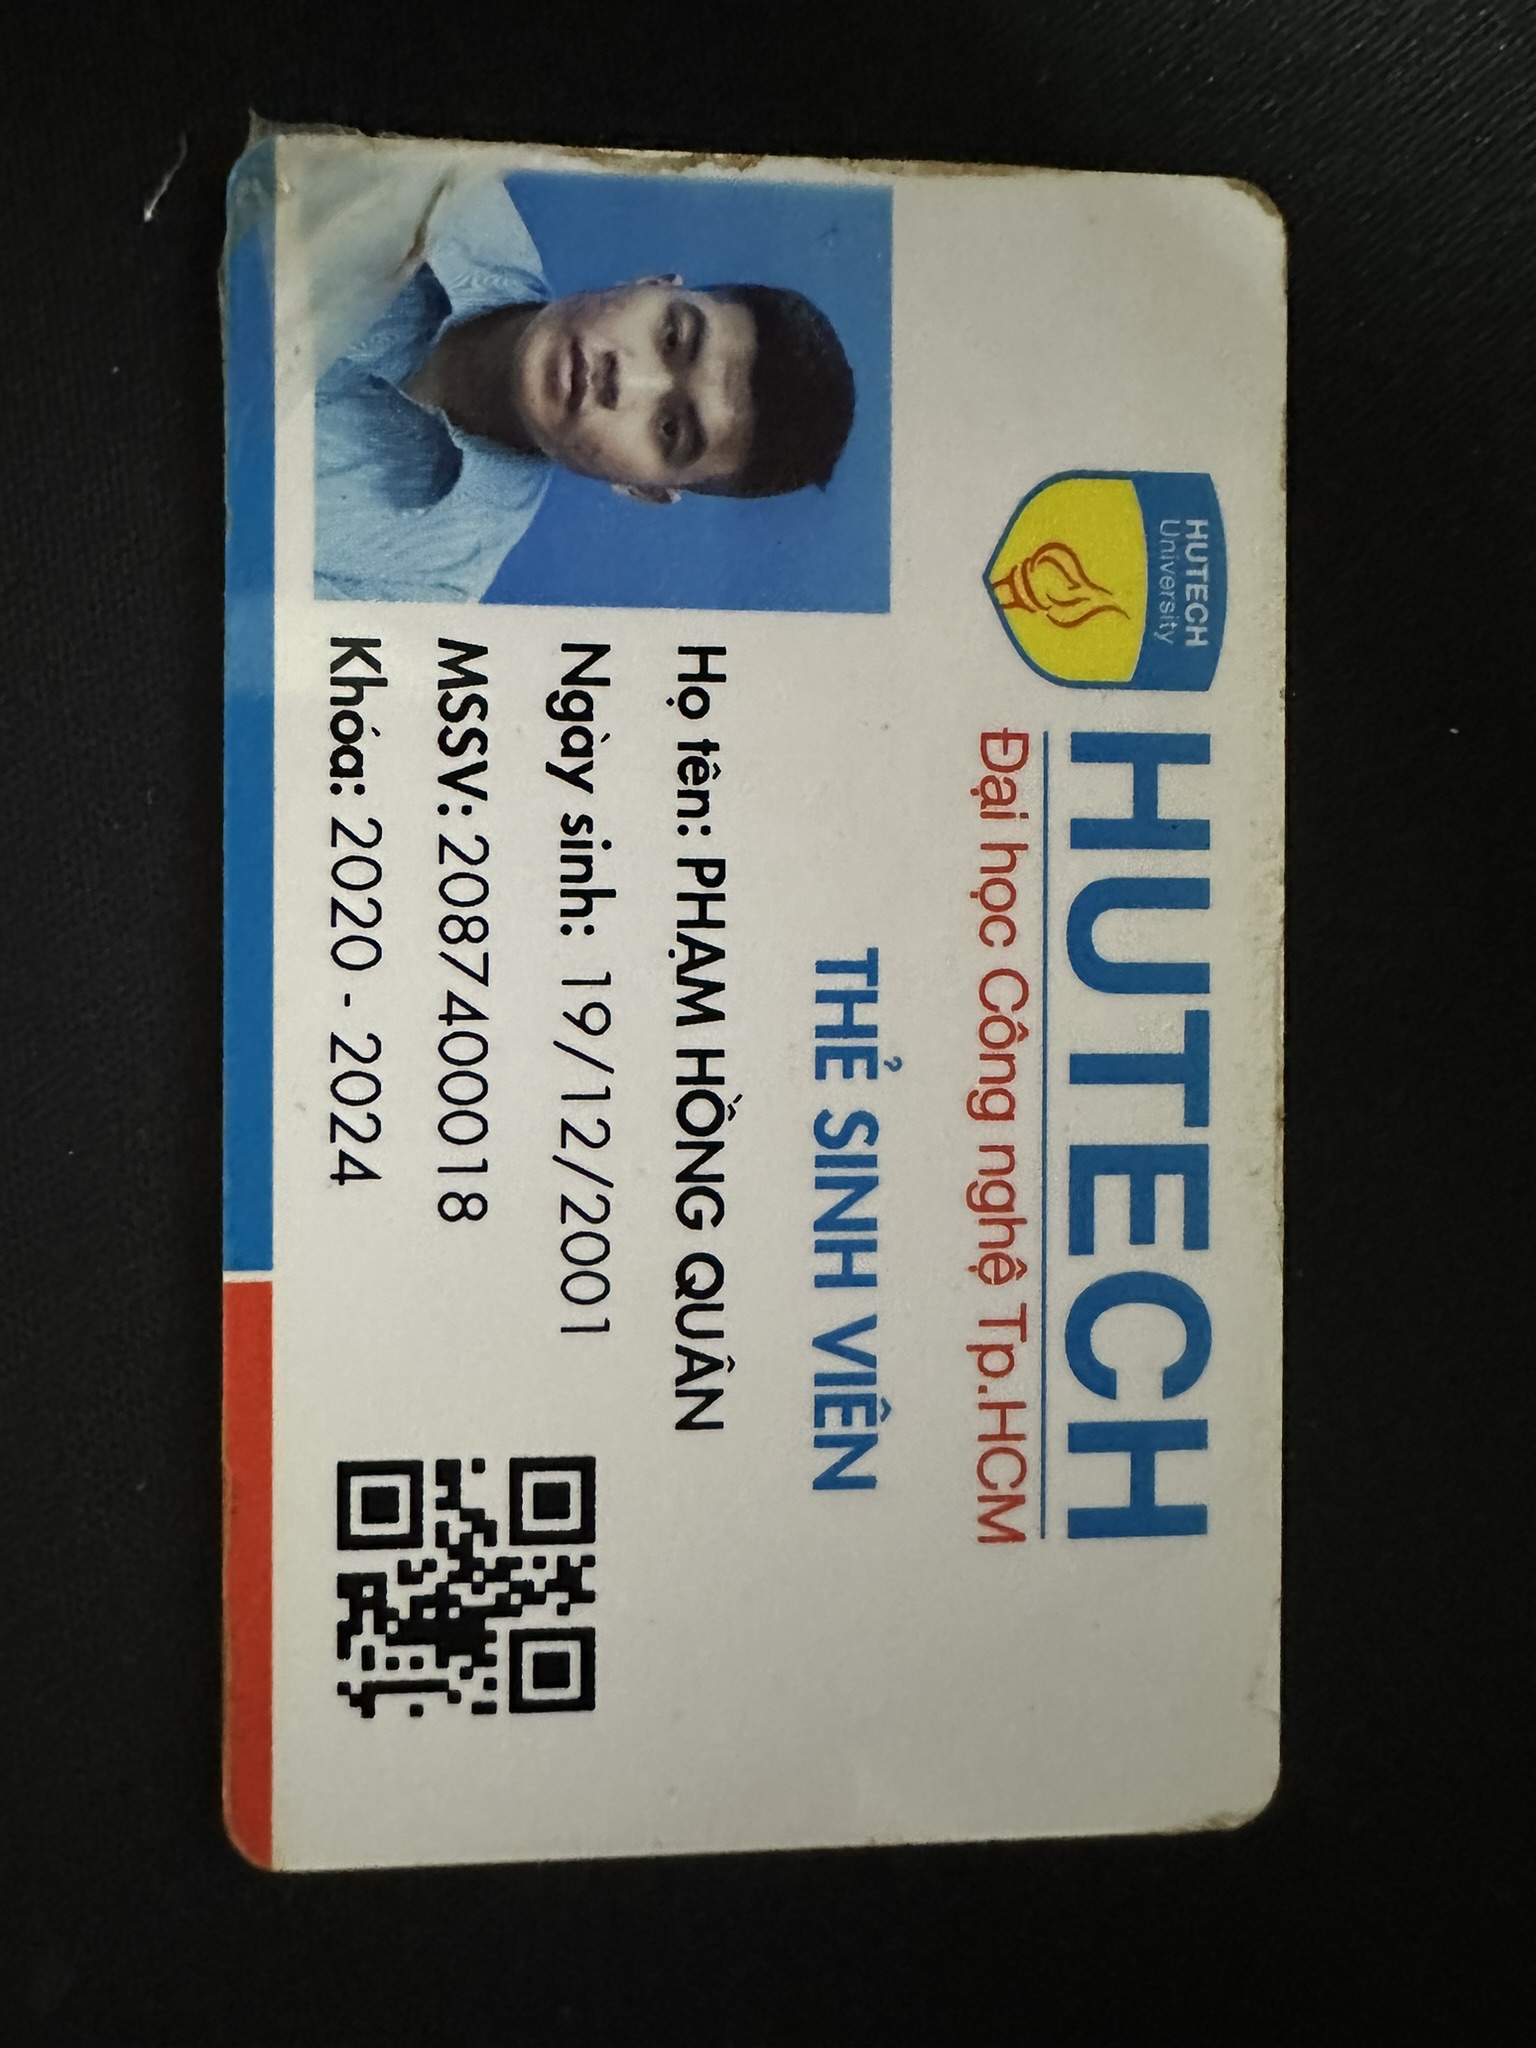 HUTECH
University
HUTECH
Đại học Công nghệ Tp.HCM
THẺ SINH VIÊN
Họ tên: PHẠM HỒNG QUÂN
Ngày sinh: 19/12/2001
MSSV: 2087400018
Khóa: 2020 - 2024